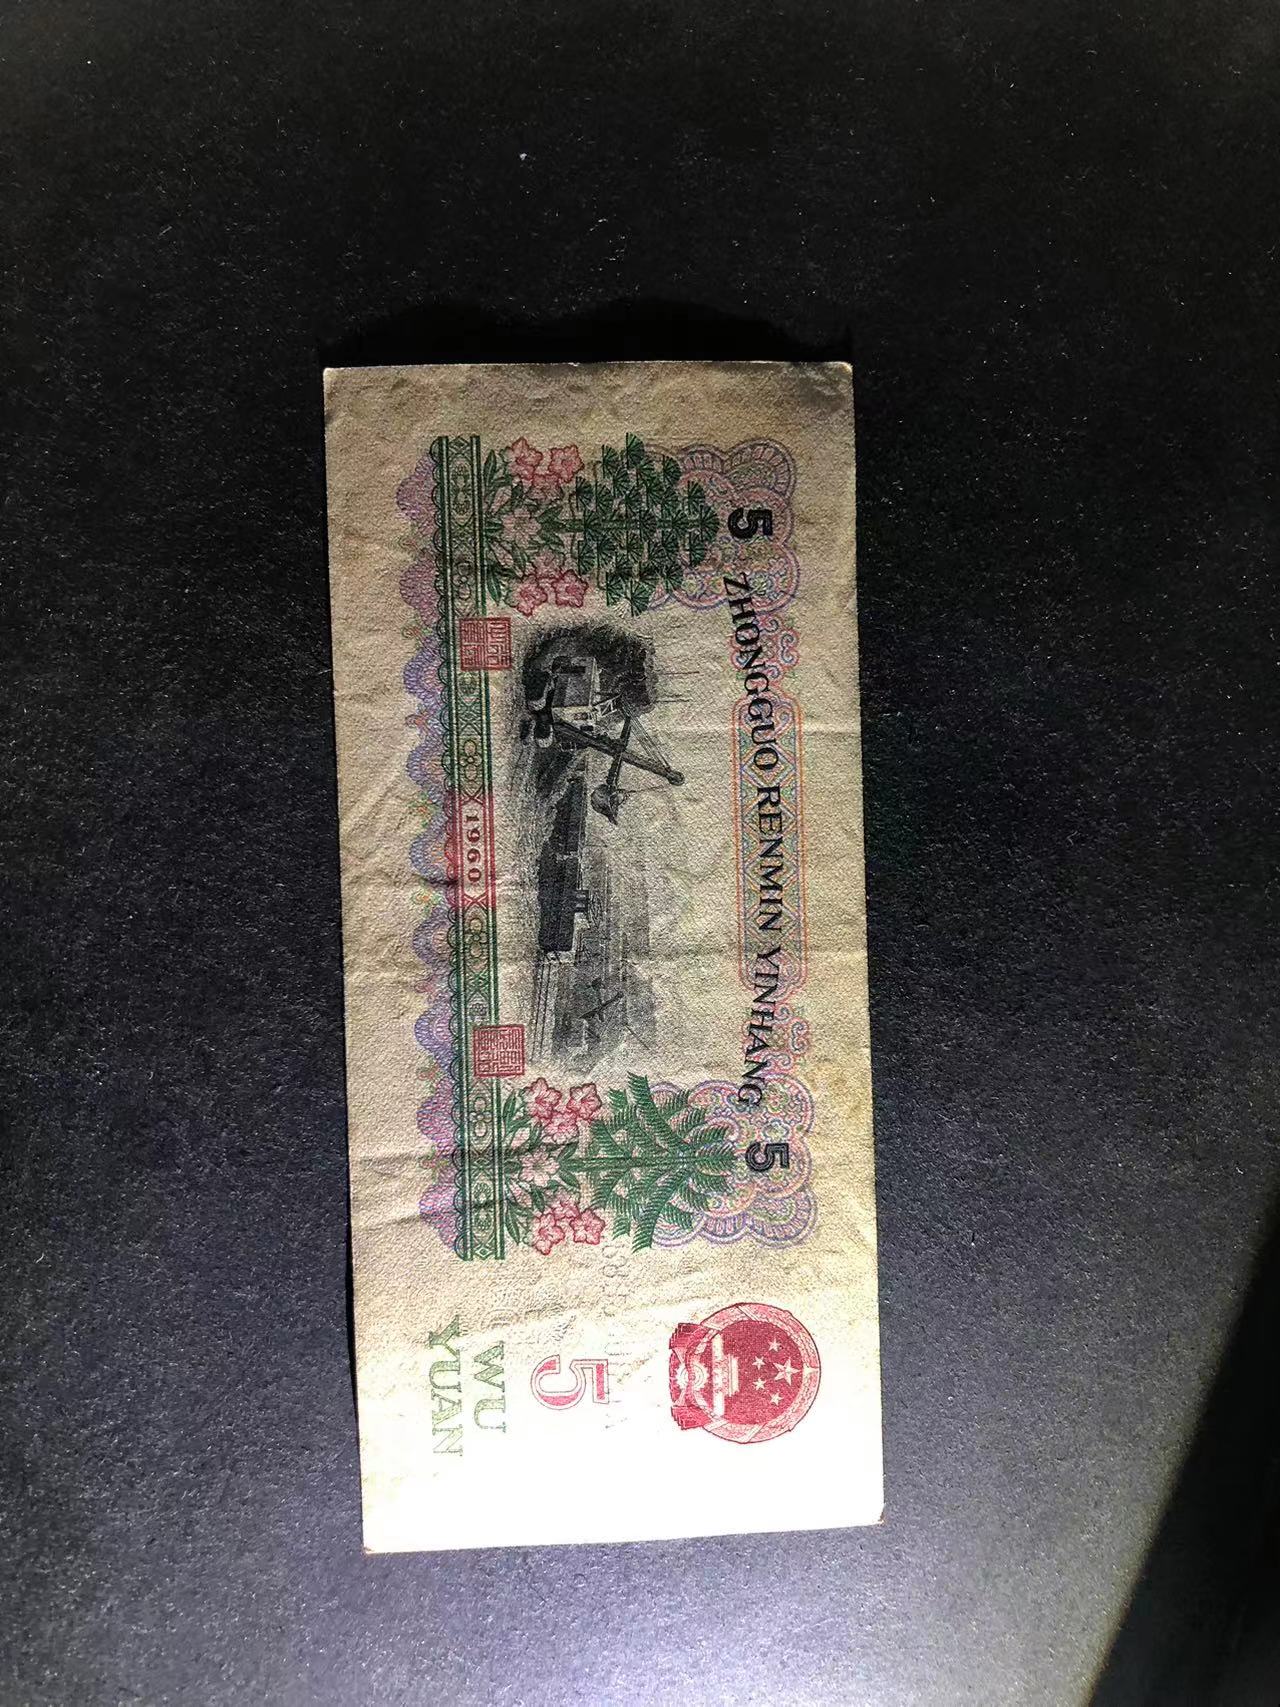 5 ZHONGGUO RENMIN YINHANG 5
5
WU
YUAN
1960